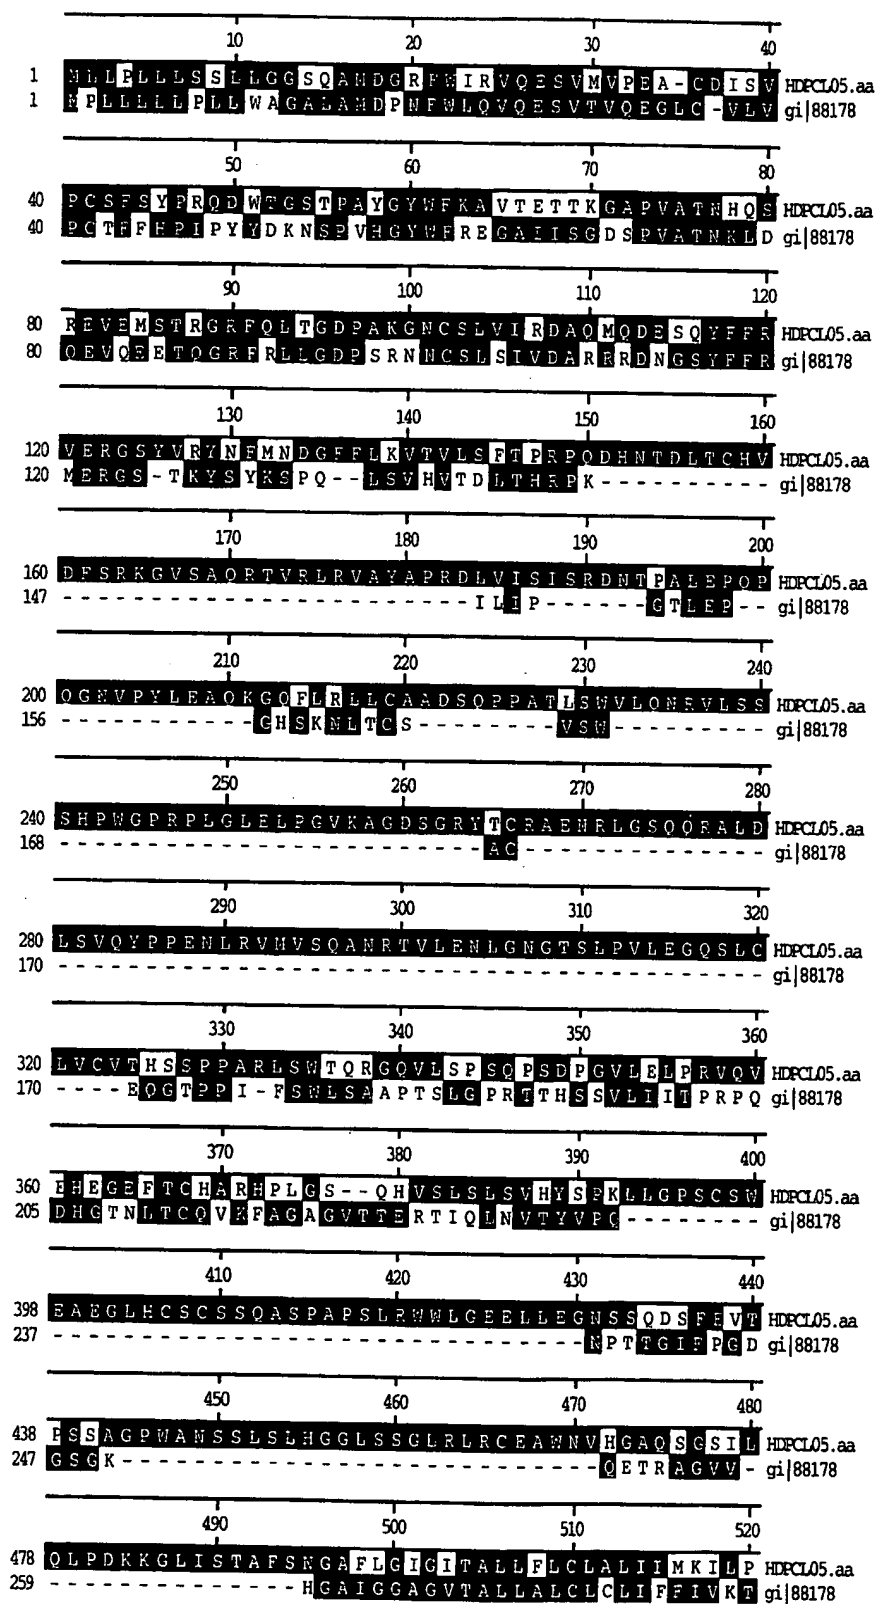 10 20 30 40
1 MLLPLLLSSLLGGSQAMDGRFWIRVQESVMVPEA-CDISV HDPCL05.aa
1 MPLLLLLPLLWAGALAMDPNFWLQVQESVTVQEGLC-VLV gi|88178
50 60 70 80
40 PCSFSYPRQDWTGSTPAYGYWFKAVTETTKGAPVATNHQS HDPCL05.aa
40 PCTFFHPIPYYDKNSPVHGYWFREGAIISGDSPVATNKLD gi|88178
90 100 110 120
80 REVEMSTRGRFQLTGDPAKGNCSLVIRDAQMQDESQYFFR HDPCL05.aa
80 QEVQEETQGRFRLLGDPSRNNCSLSIVDARRRDNGSYFFR gi|88178
130 140 150 160
120 VERGSYVRYNFMNDGFFLKVTVLSFTPRPQDHNTDLTCHV HDPCL05.aa
120 MERGS-TKYSYKSPQ--LSVHVTDLTHRPK---------- gi|88178
170 180 190 200
160 DFSRKGVSAQRTVRLRVAYAPRDLVISISRDNTPALEPQP HDPCL05.aa
147 -----------------------ILIP------GTLEP-- gi|88178
210 220 230 240
200 QGNVPYLEAQKGQFLRLLCAADSQPPATLSWVLQNRVLSS HDPCL05.aa
156 -----------GHSKNLTCS--------VSW--------- gi|88178
250 260 270 280
240 SHPWGPRPLGLELPGVKAGDSGRYTCRAENRLGSQQRALD HDPCL05.aa
168 ------------------------AC-------------- gi|88178
290 300 310 320
280 LSVQYPPENLRVMVSQANRTVLENLGNGTSLPVLEGQSLC HDPCL05.aa
170 ---------------------------------------- gi|88178
330 340 350 360
320 LVCVTHSSPPARLSWTQRGQVLSPSQPSDPGVLELPRVQV HDPCL05.aa
170 ----EQGTPPI-FSWLSAAPTSLGPRTTHSSVLIITPRPQ gi|88178
370 380 390 400
360 EHEGEFTCHARHPLGS--QHVSLSLSVHYSPKLLGPSCSW HDPCL05.aa
205 DHGTNLTCQVKFAGAGVTTERTIQLNVTYVPQ-------- gi|88178
410 420 430 440
398 EAEGLHCSCSSQASPAPSLRWWLGEELLEGNSSQDSFEVT HDPCL05.aa
237 ------------------------------NPTTGIFPGD gi|88178
450 460 470 480
438 PSSAGPWANSSLSLHGGLSSGLRLRCEAWNVHGAQSGSIL HDPCL05.aa
247 GSGK---------------------------QETRAGVV- gi|88178
490 500 510 520
478 QLPDKKGLISTAFSNGAFLGIGITALLFLCLALIIMKILP HDPCL05.aa
259 --------------HGAIGGAGVTALLALCLCLIFFIVKT gi|88178